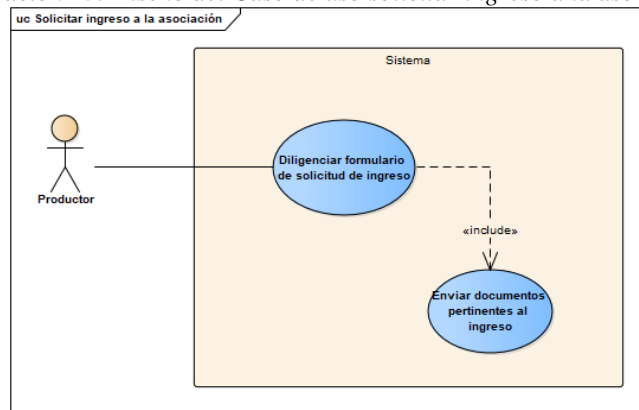 uc Solicitar ingreso a la asociación
Sistema
Diligenciar formulario
de solicitud de ingreso
Productor
«include»
Enviar documentos
pertinentes al
ingreso